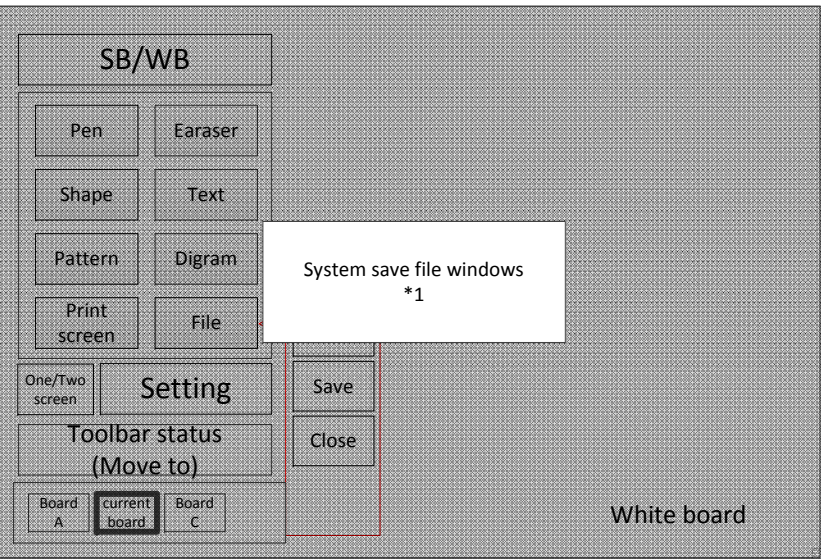 SB/WB
Pen
Earaser
Shape
Text
Pattern
Digram
System save file windows
*1
Print
screen
File
One/Two
screen
Setting
Save
Toolbar status
(Move to)
Close
Board
A
current
board
Board
C
White board